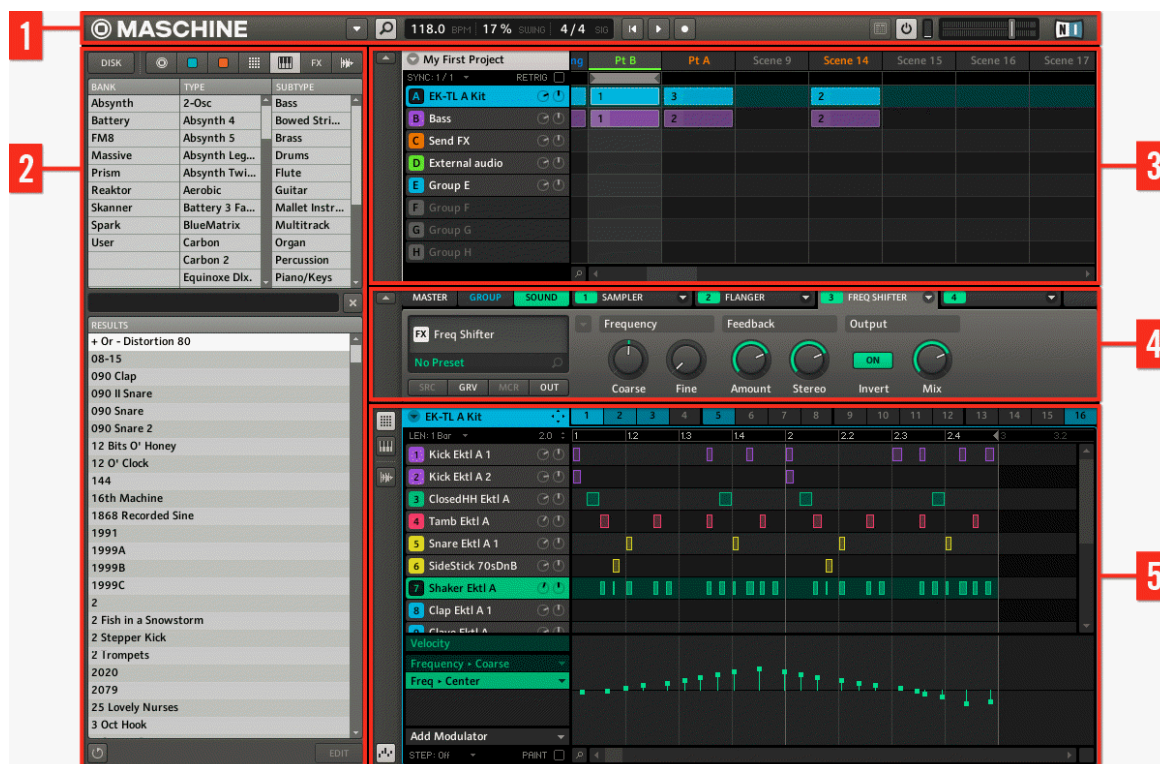 1
MASCHINE
118.0 BPM 17 % SWING 4/4 SIG
NI
2
DISK FX
BANK TYPE SUBTYPE
Absynth 2-Osc Bass
Battery Absynth 4 Bowed Stri...
FM8 Absynth 5 Brass
Massive Absynth Leg... Drums
Prism Absynth Twi... Flute
Reaktor Aerobic Guitar
Skanner Battery 3 Fa... Mallet Instr...
Spark BlueMatrix Multitrack
User Carbon Organ
Carbon 2 Percussion
Equinoxe Dlx. Piano/Keys
RESULTS
+ Or - Distortion 80
08-15
090 Clap
090 II Snare
090 Snare
090 Snare 2
12 Bits O' Honey
12 O' Clock
144
16th Machine
1868 Recorded Sine
1991
1999A
1999B
1999C
2
2 Fish in a Snowstorm
2 Stepper Kick
2 Trompets
2020
2079
25 Lovely Nurses
3 Oct Hook
EDIT
3
My First Project ng Pt B Pt A Scene 9 Scene 14 Scene 15 Scene 16 Scene 17
SYNC: 1/1 RETRIG
A EK-TL A Kit 1 3 2
B Bass 1 2 2
C Send FX
D External audio
E Group E
F Group F
G Group G
H Group H
4
MASTER GROUP SOUND 1 SAMPLER 2 FLANGER 3 FREQ SHIFTER 4
FX Freq Shifter
No Preset
SRC GRV MCR OUT
Frequency Feedback Output
ON
Coarse Fine Amount Stereo Invert Mix
5
EK-TL A Kit 1 2 3 4 5 6 7 8 9 10 11 12 13 14 15 16
LEN: 1 Bar 2.0 1 1.2 1.3 1.4 2 2.2 2.3 2.4 3 3.2
1 Kick Ektl A 1
2 Kick Ektl A 2
3 ClosedHH Ektl A
4 Tamb Ektl A
5 Snare Ektl A 1
6 SideStick 70sDnB
7 Shaker Ektl A
8 Clap Ektl A 1
9 Clave Ektl A
Velocity
Frequency + Coarse
Freq + Center
Add Modulator
STEP: Off PAINT